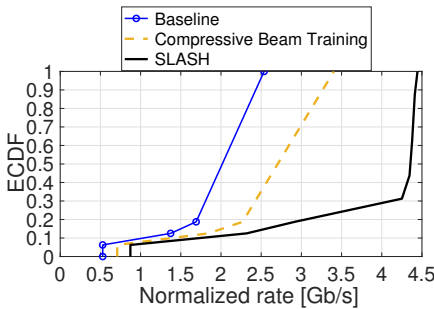 Baseline
Compressive Beam Training
SLASH
1
0.9
0.8
0.7
0.6
0.5
0.4
0.3
0.2
0.1
0
ECDF
0 0.5 1 1.5 2 2.5 3 3.5 4 4.5
Normalized rate [Gb/s]